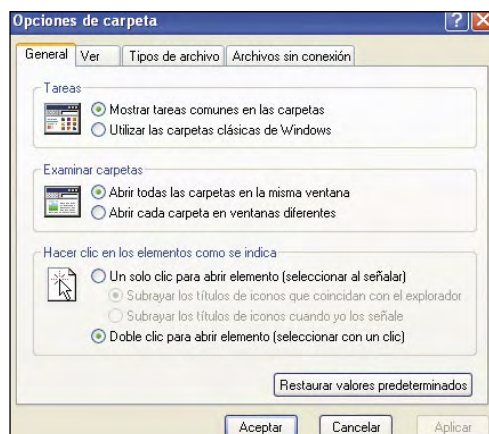 Opciones de carpeta
General Ver Tipos de archivo Archivos sin conexión
Tareas
Mostrar tareas comunes en las carpetas
Utilizar las carpetas clásicas de Windows
Examinar carpetas
Abrir todas las carpetas en la misma ventana
Abrir cada carpeta en ventanas diferentes
Hacer clic en los elementos como se indica
Un solo clic para abrir elemento (seleccionar al señalar)
Subrayar los títulos de iconos que coincidan con el explorador
Subrayar los títulos de iconos cuando yo los señale
Doble clic para abrir elemento (seleccionar con un clic)
Restaurar valores predeterminados
Aceptar Cancelar Aplicar